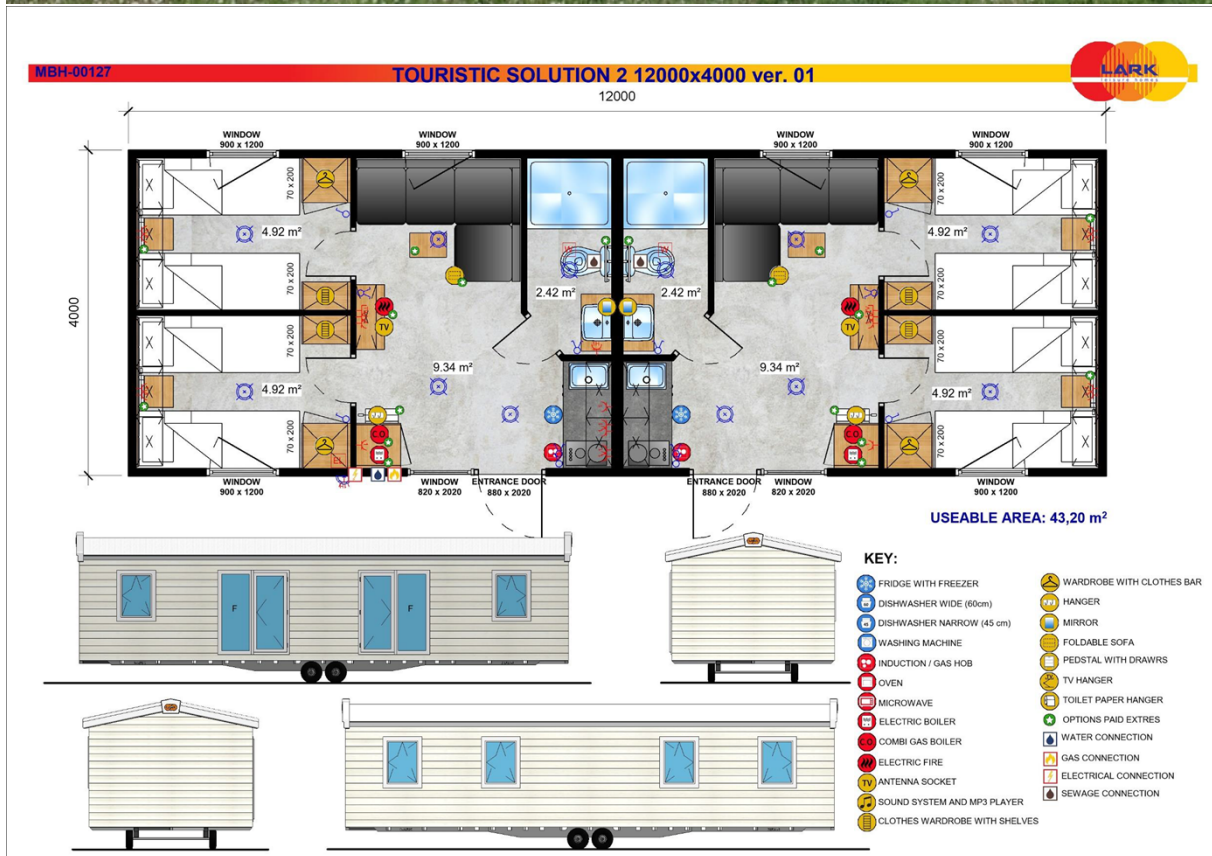 MBH-00127
TOURISTIC SOLUTION 2 12000x4000 ver. 01
LARK
leisure homes
12000
4000
WINDOW
900 x 1200
WINDOW
900 x 1200
WINDOW
900 x 1200
WINDOW
900 x 1200
70 x 200
70 x 200
4.92 m²
4.92 m²
70 x 200
70 x 200
2.42 m²
2.42 m²
70 x 200
70 x 200
TV
TV
9.34 m²
9.34 m²
4.92 m²
4.92 m²
70 x 200
70 x 200
C.O.
C.O.
WINDOW
900 x 1200
WINDOW
820 x 2020
ENTRANCE DOOR
880 x 2020
ENTRANCE DOOR
880 x 2020
WINDOW
820 x 2020
WINDOW
900 x 1200
USEABLE AREA: 43,20 m²
F
F
KEY:
FRIDGE WITH FREEZER
DISHWASHER WIDE (60cm)
DISHWASHER NARROW (45 cm)
WASHING MACHINE
INDUCTION / GAS HOB
OVEN
MICROWAVE
ELECTRIC BOILER
C.O. COMBI GAS BOILER
ELECTRIC FIRE
TV ANTENNA SOCKET
SOUND SYSTEM AND MP3 PLAYER
CLOTHES WARDROBE WITH SHELVES
WARDROBE WITH CLOTHES BAR
HANGER
MIRROR
FOLDABLE SOFA
PEDSTAL WITH DRAWRS
TV HANGER
TOILET PAPER HANGER
OPTIONS PAID EXTRES
WATER CONNECTION
GAS CONNECTION
ELECTRICAL CONNECTION
SEWAGE CONNECTION